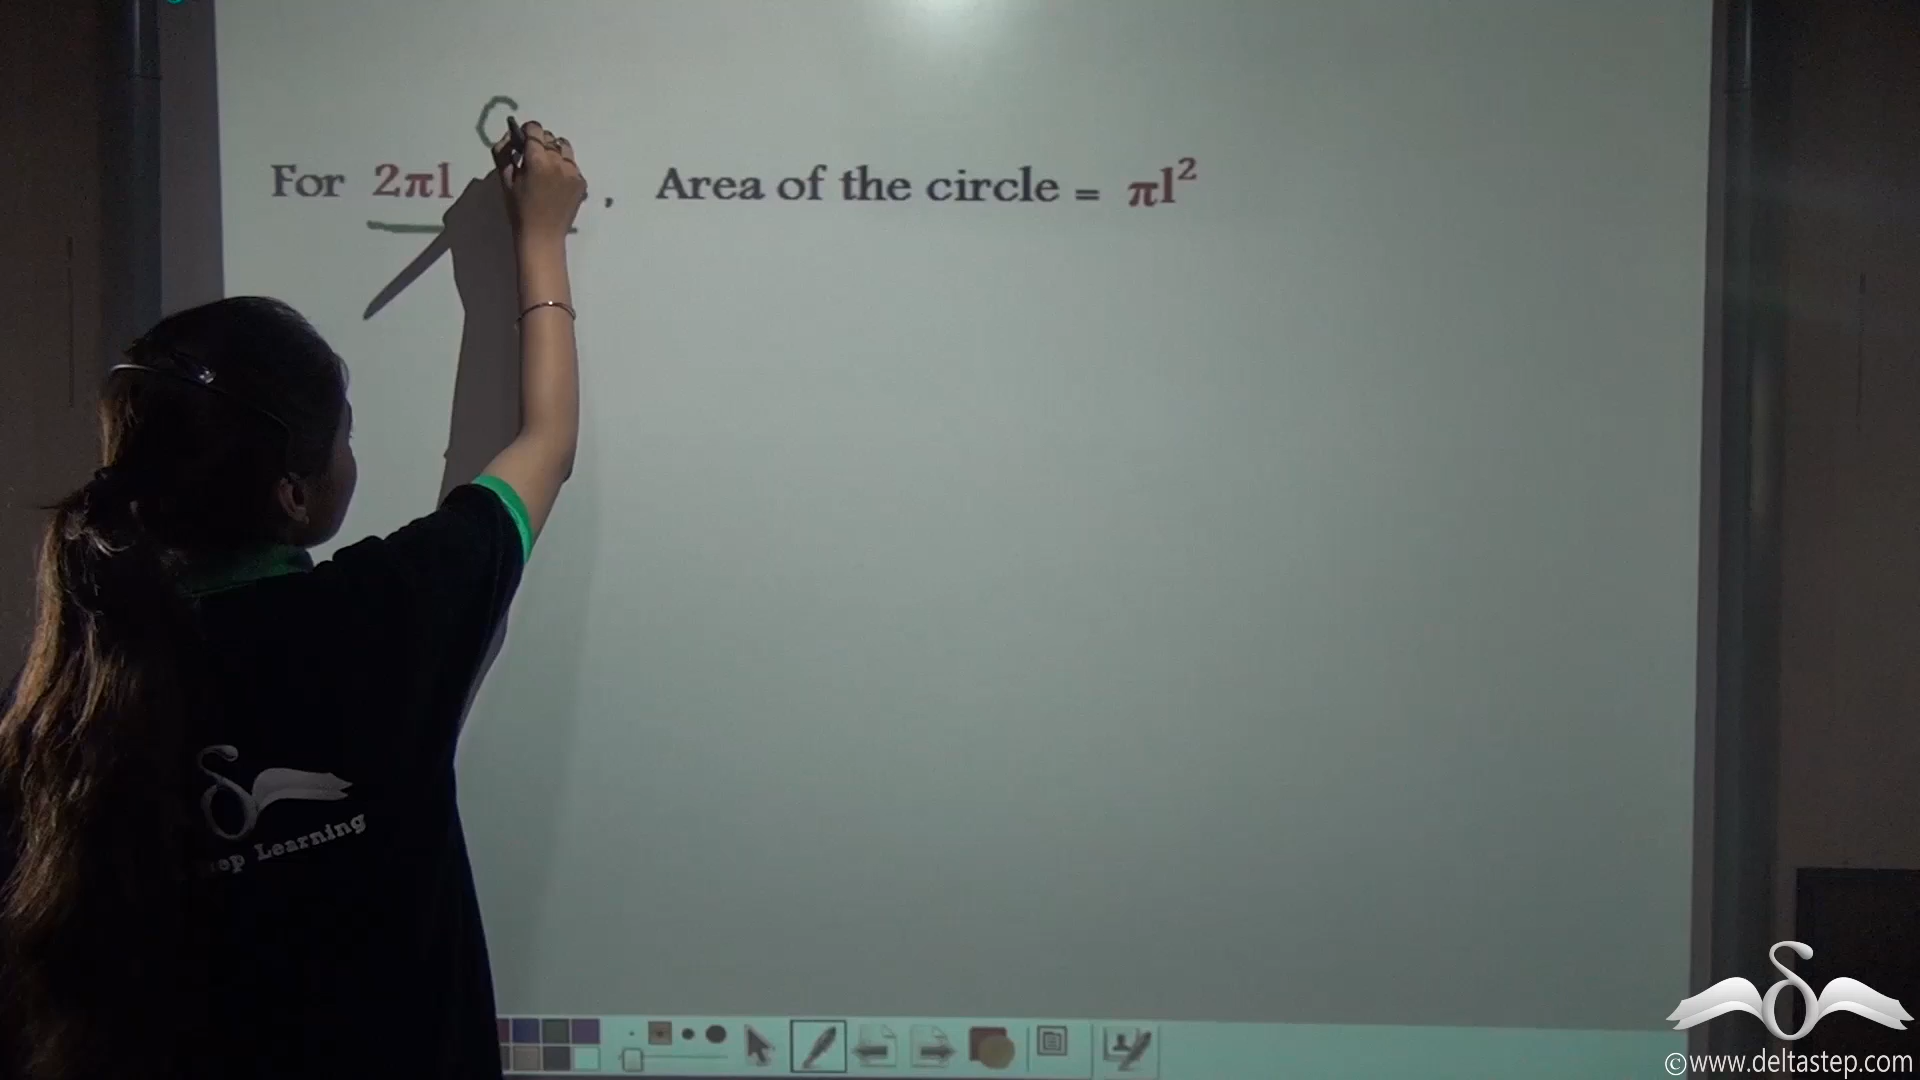 For 2πl , Area of the circle = πl²
Step Learning
©www.deltastep.com